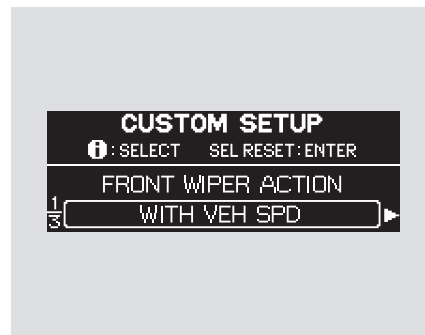 CUSTOM SETUP
i : SELECT SEL RESET : ENTER
FRONT WIPER ACTION
1/3 WITH VEH SPD